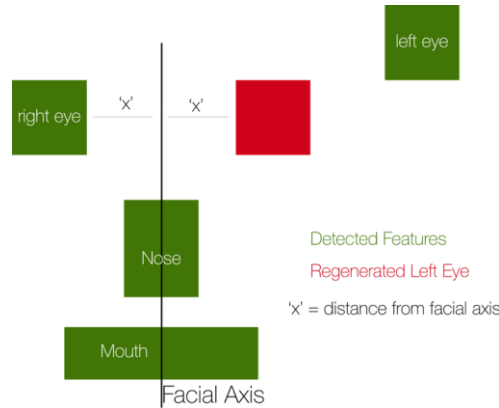 left eye
right eye
‘x’
‘x’
Nose
Detected Features
Regenerated Left Eye
‘x’ = distance from facial axis
Mouth
Facial Axis